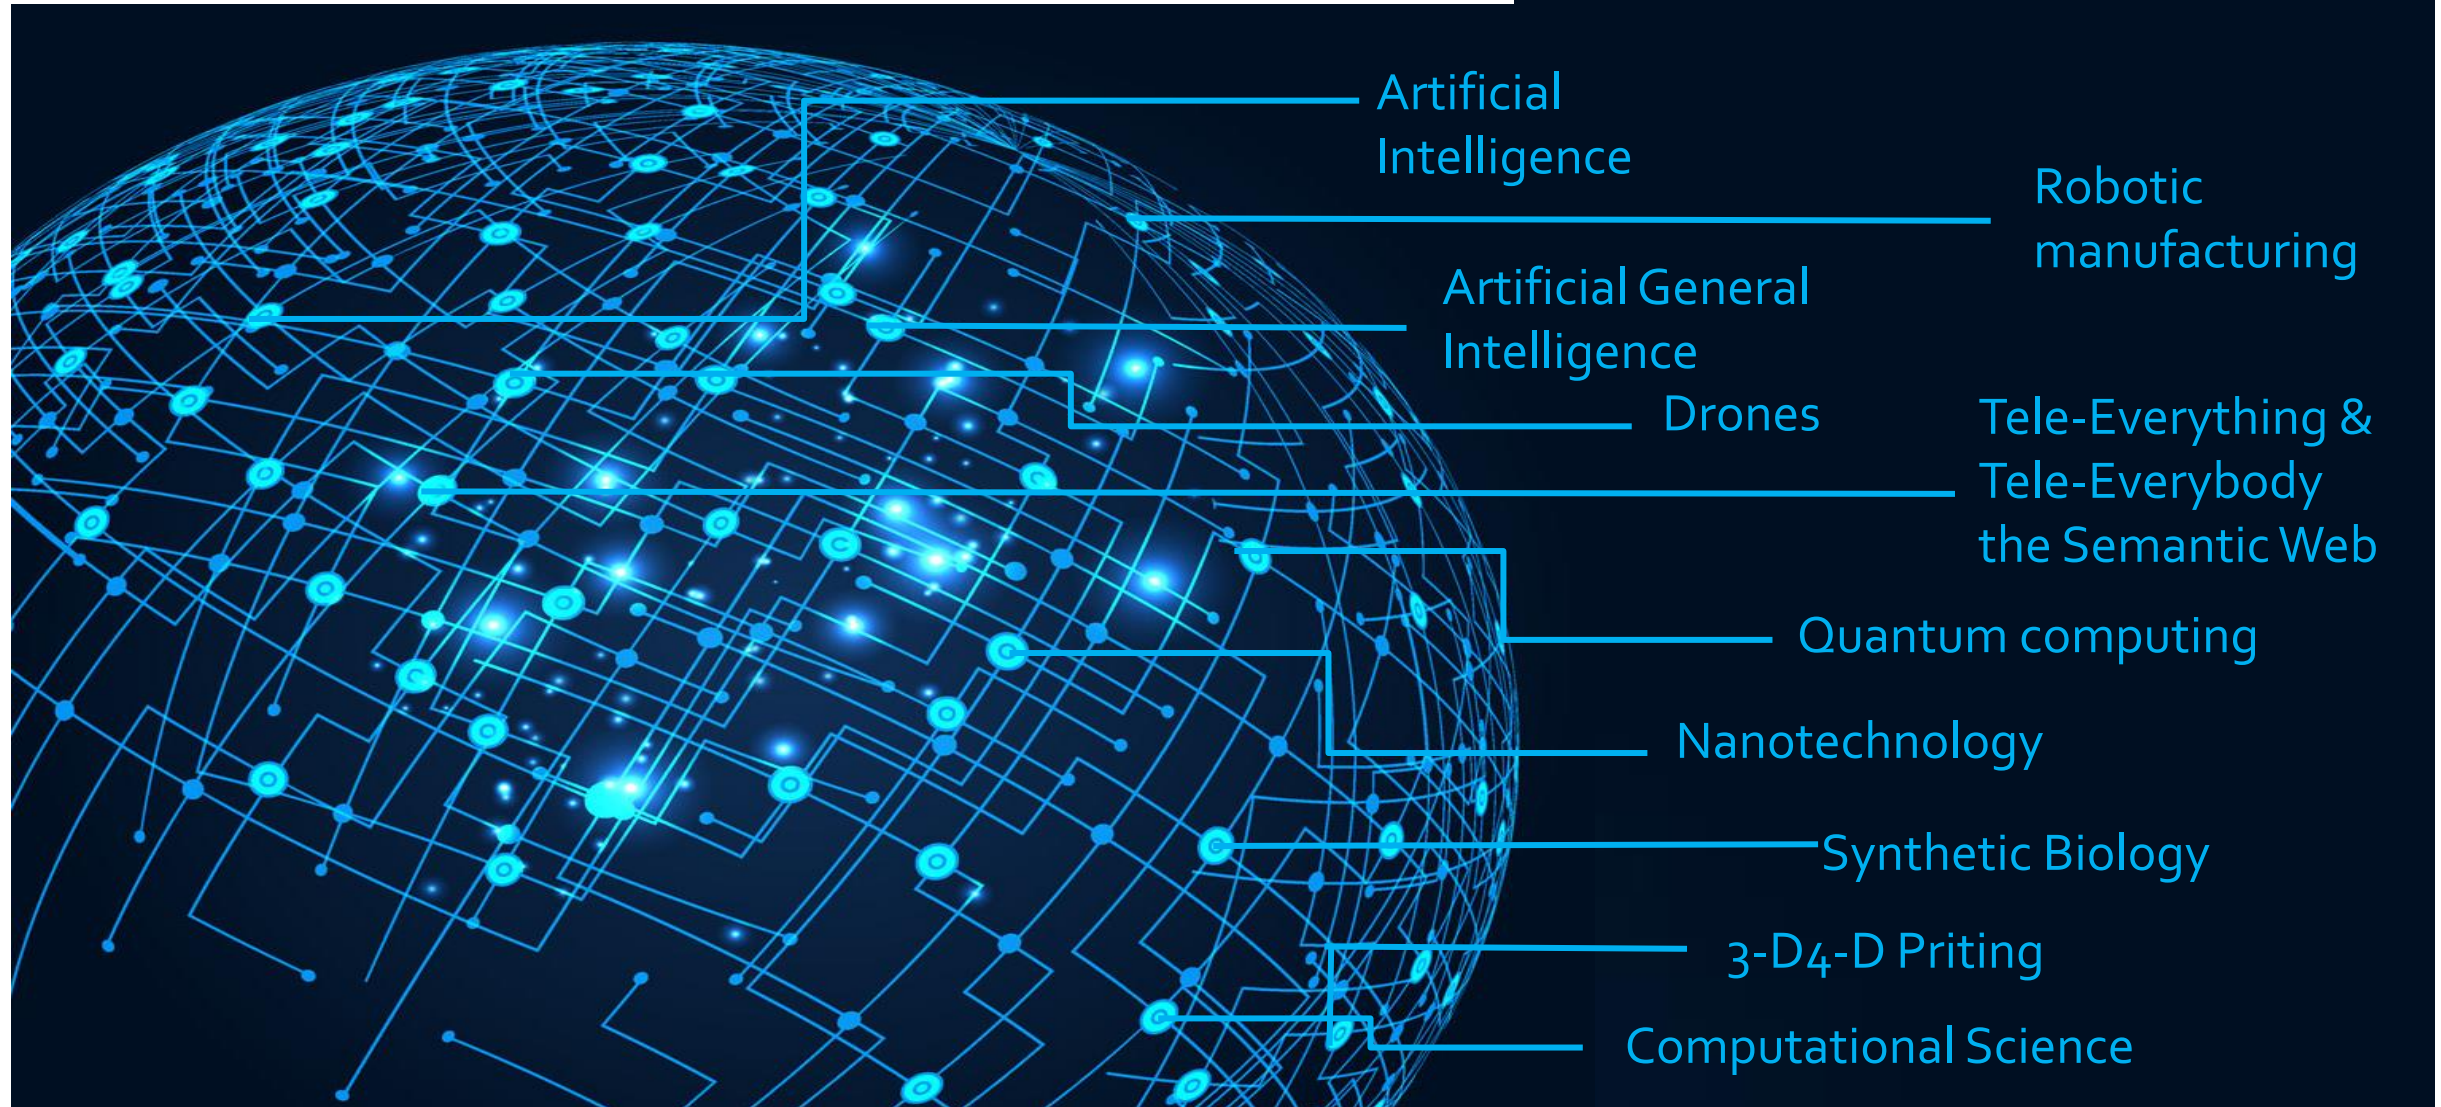 Artificial
Intelligence
Robotic
manufacturing
Artificial General
Intelligence
Drones
Tele-Everything &
Tele-Everybody
the Semantic Web
Quantum computing
Nanotechnology
Synthetic Biology
3-D4-D Priting
Computational Science